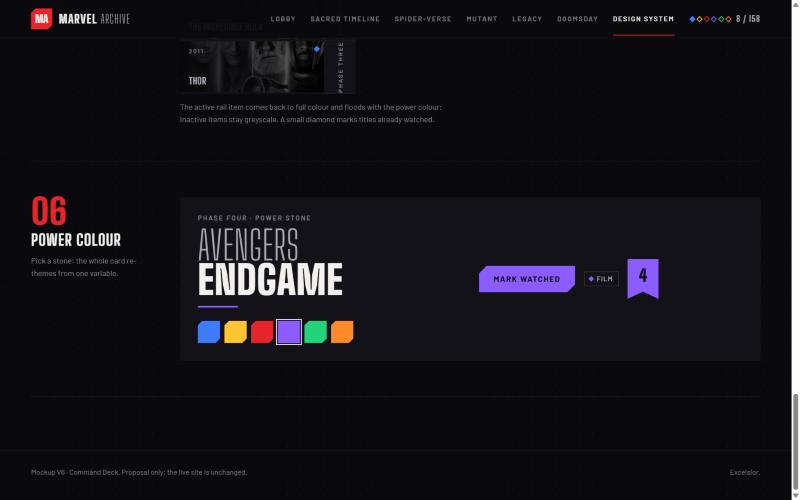 MA MARVEL ARCHIVE
LOBBY SACRED TIMELINE SPIDER-VERSE MUTANT LEGACY DOOMSDAY DESIGN SYSTEM 8 / 158
THE INCREDIBLE HULK
2011
THOR
PHASE THREE
The active rail item comes back to full colour and floods with the power colour;
inactive items stay greyscale. A small diamond marks titles already watched.
06
POWER COLOUR
Pick a stone: the whole card re-
themes from one variable.
PHASE FOUR · POWER STONE
AVENGERS
ENDGAME
MARK WATCHED
FILM
4
Mockup V6 · Command Deck. Proposal only; the live site is unchanged.
Excelsior.